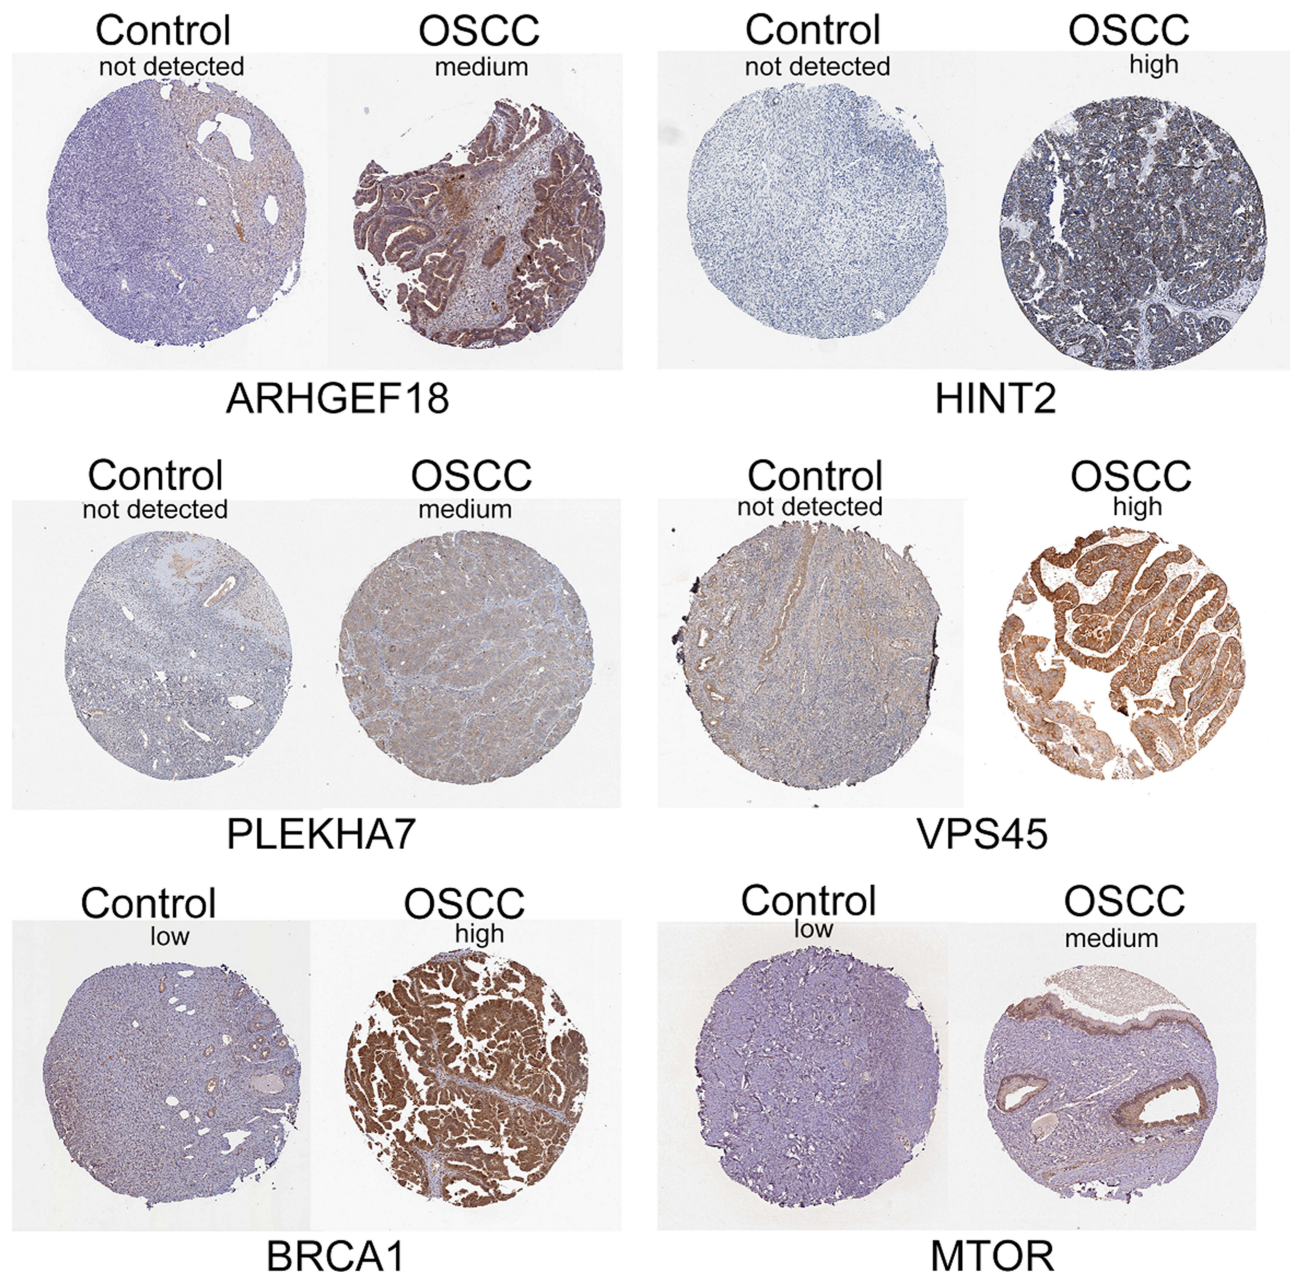 Control OSCC
not detected medium
ARHGEF18
Control OSCC
not detected high
HINT2
Control OSCC
not detected medium
PLEKHA7
Control OSCC
not detected high
VPS45
Control OSCC
low high
BRCA1
Control OSCC
low medium
MTOR